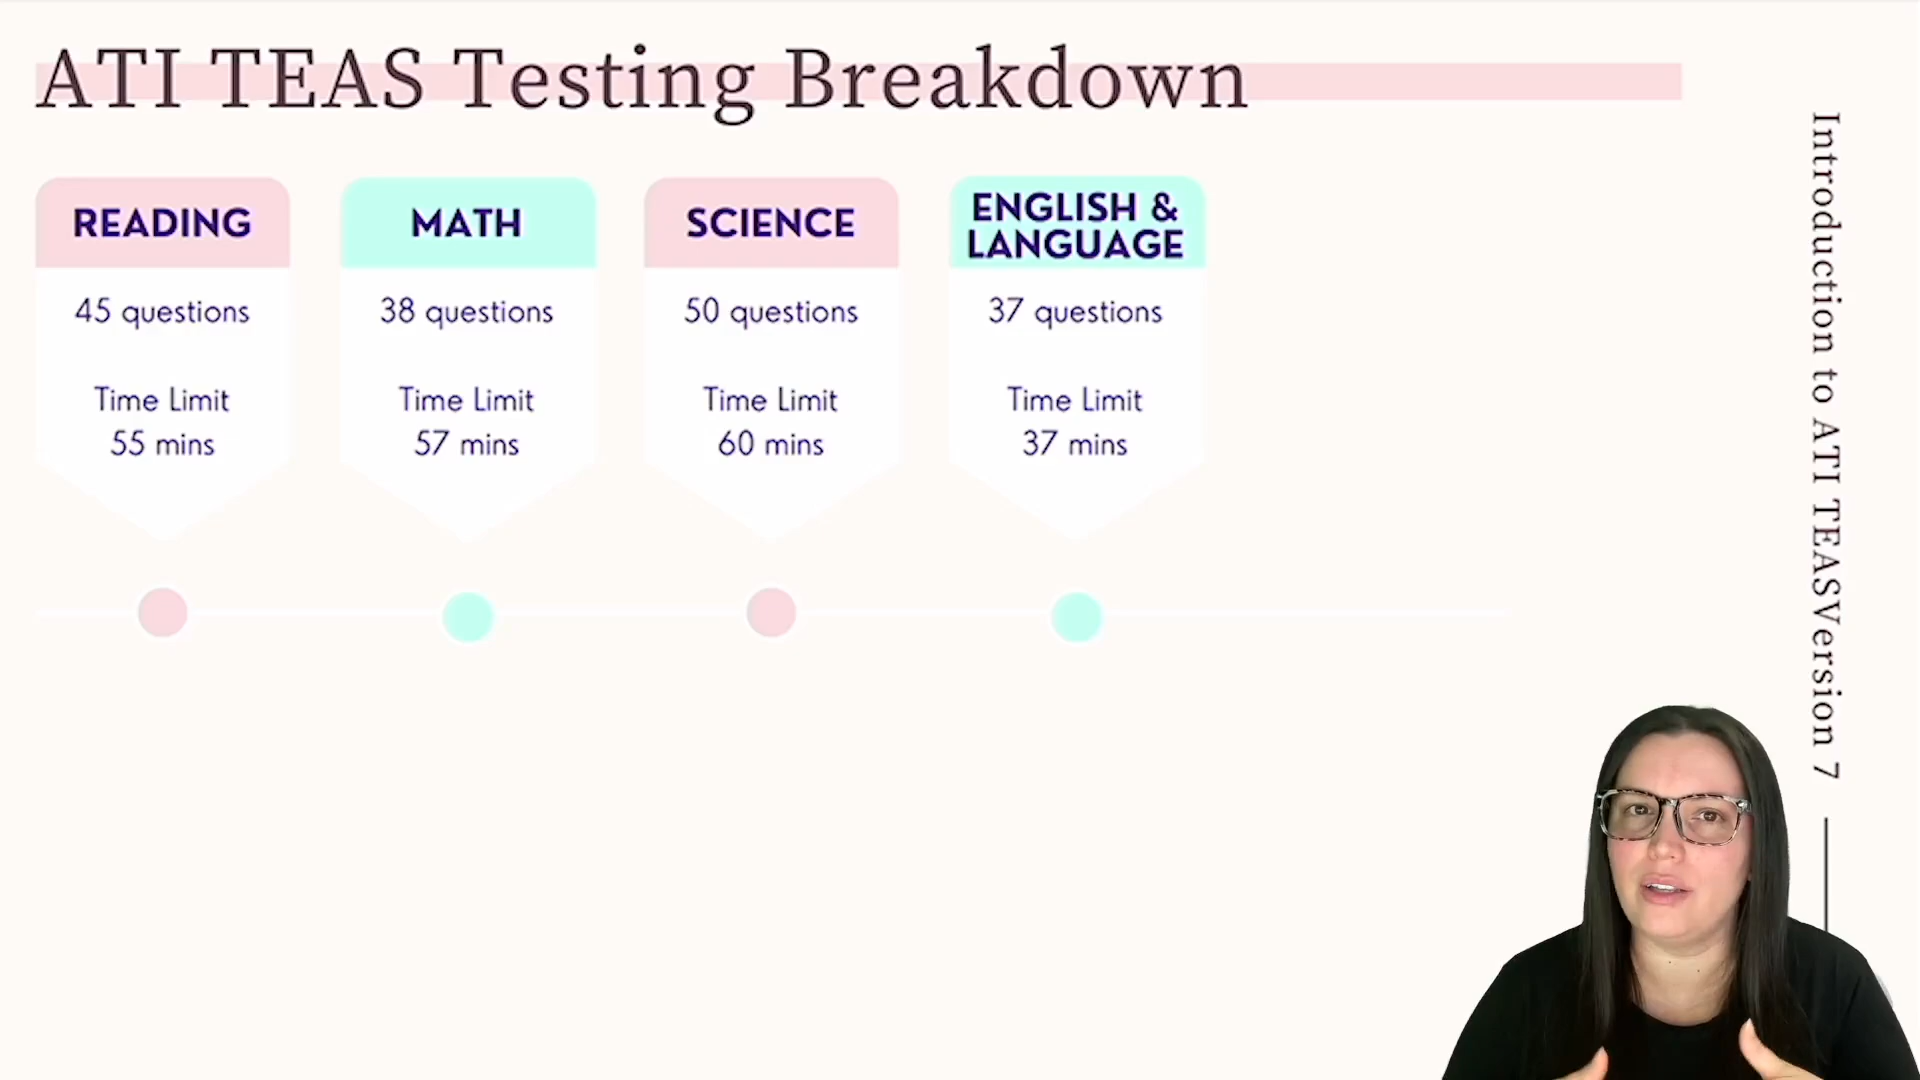 ATI TEAS Testing Breakdown
READING
45 questions
Time Limit
55 mins
MATH
38 questions
Time Limit
57 mins
SCIENCE
50 questions
Time Limit
60 mins
ENGLISH &
LANGUAGE
37 questions
Time Limit
37 mins
Introduction to ATI TEASVersion 7